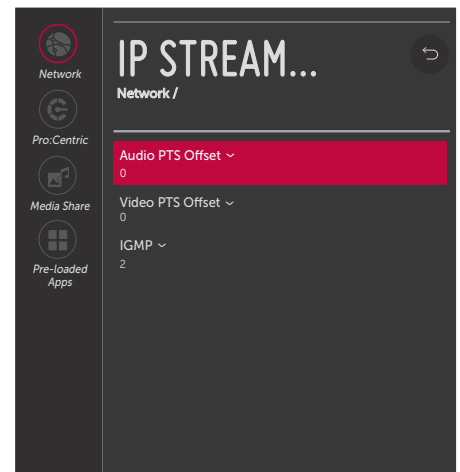 Network
Pro:Centric
Media Share
Pre-loaded
Apps
IP STREAM...
Network /
Audio PTS Offset
0
Video PTS Offset
0
IGMP
2